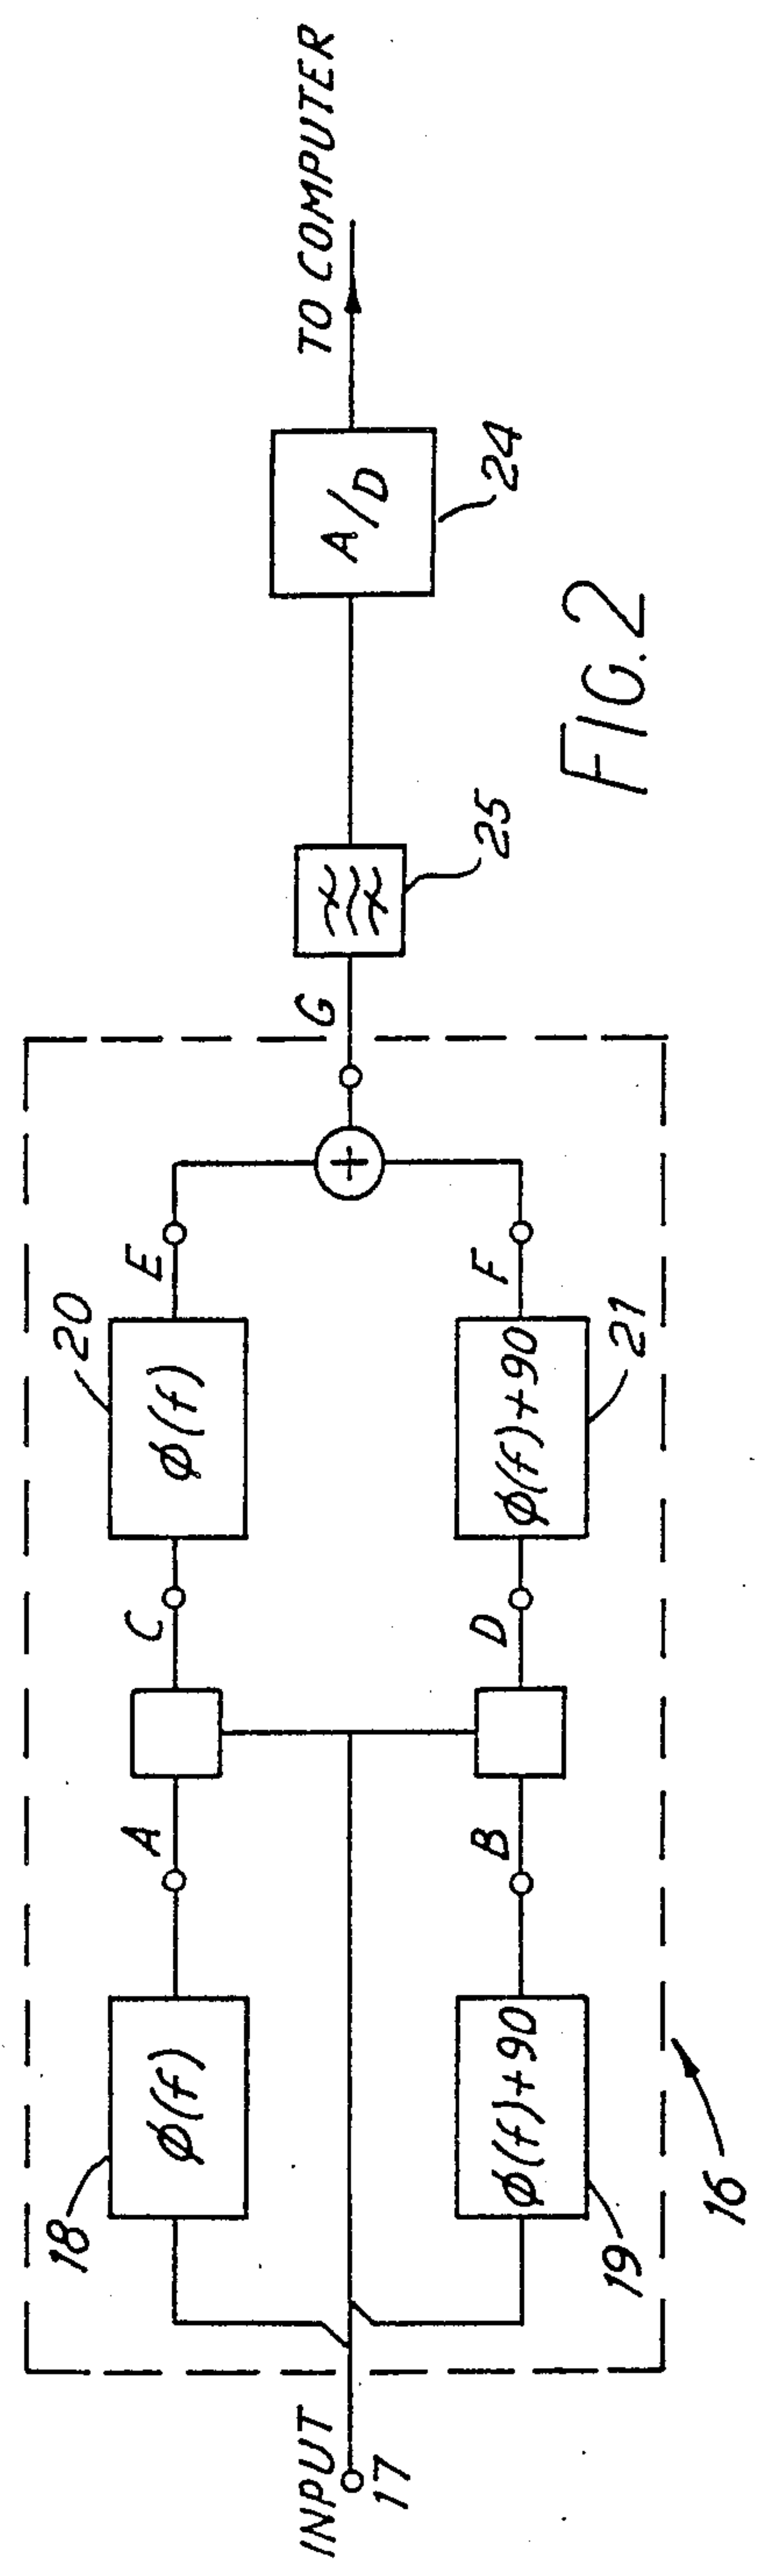 INPUT
17
16
18
φ(f)
19
φ(f)+90
A
B
C
D
20
φ(f)
21
φ(f)+90
E
F
+
G
25
A/D
24
TO COMPUTER
FIG. 2